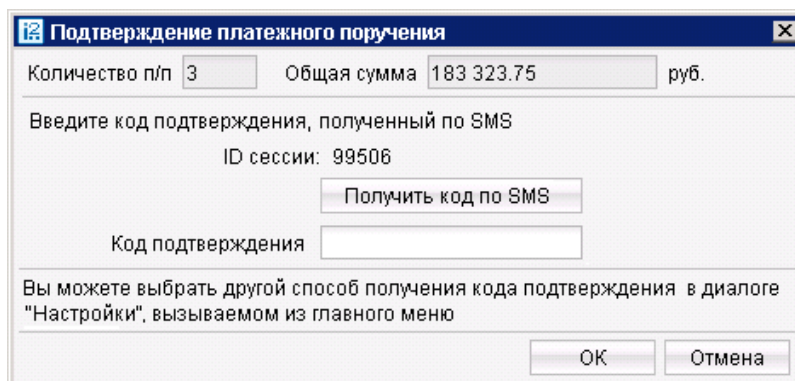 i2 Подтверждение платежного поручения
Количество п/п 3 Общая сумма 183 323.75 руб.
Введите код подтверждения, полученный по SMS
ID сессии: 99506
Получить код по SMS
Код подтверждения
Вы можете выбрать другой способ получения кода подтверждения в диалоге
"Настройки", вызываемом из главного меню
ОК Отмена